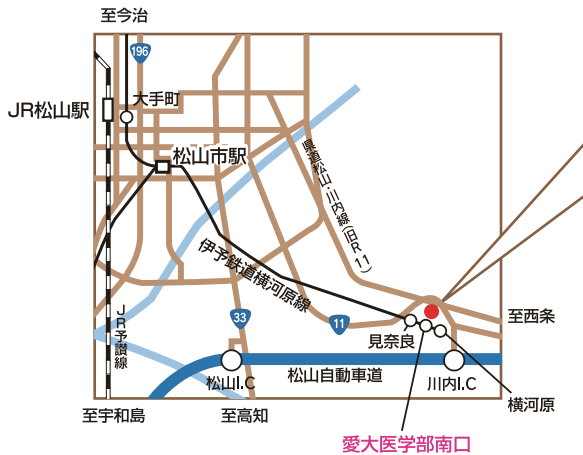 至今治
196
大手町
JR松山駅
松山市駅
県道松山・川内線(旧R11)
伊予鉄道横河原線
JR予讃線
33
11
至西条
見奈良
松山I.C
松山自動車道
川内I.C
横河原
至宇和島
至高知
愛大医学部南口